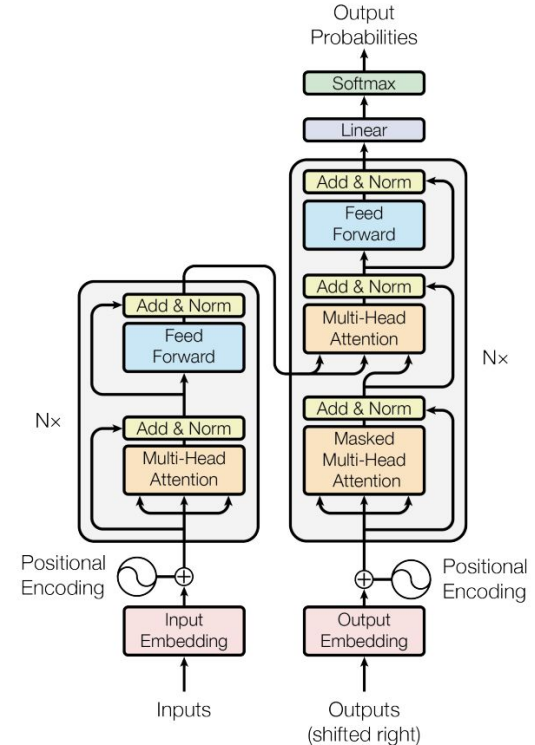 Output
Probabilities
Softmax
Linear
Add & Norm
Feed
Forward
Add & Norm
Multi-Head
Attention
Add & Norm
Masked
Multi-Head
Attention
N×
Add & Norm
Feed
Forward
N×
Add & Norm
Multi-Head
Attention
Positional
Encoding
Positional
Encoding
Input
Embedding
Output
Embedding
Inputs
Outputs
(shifted right)